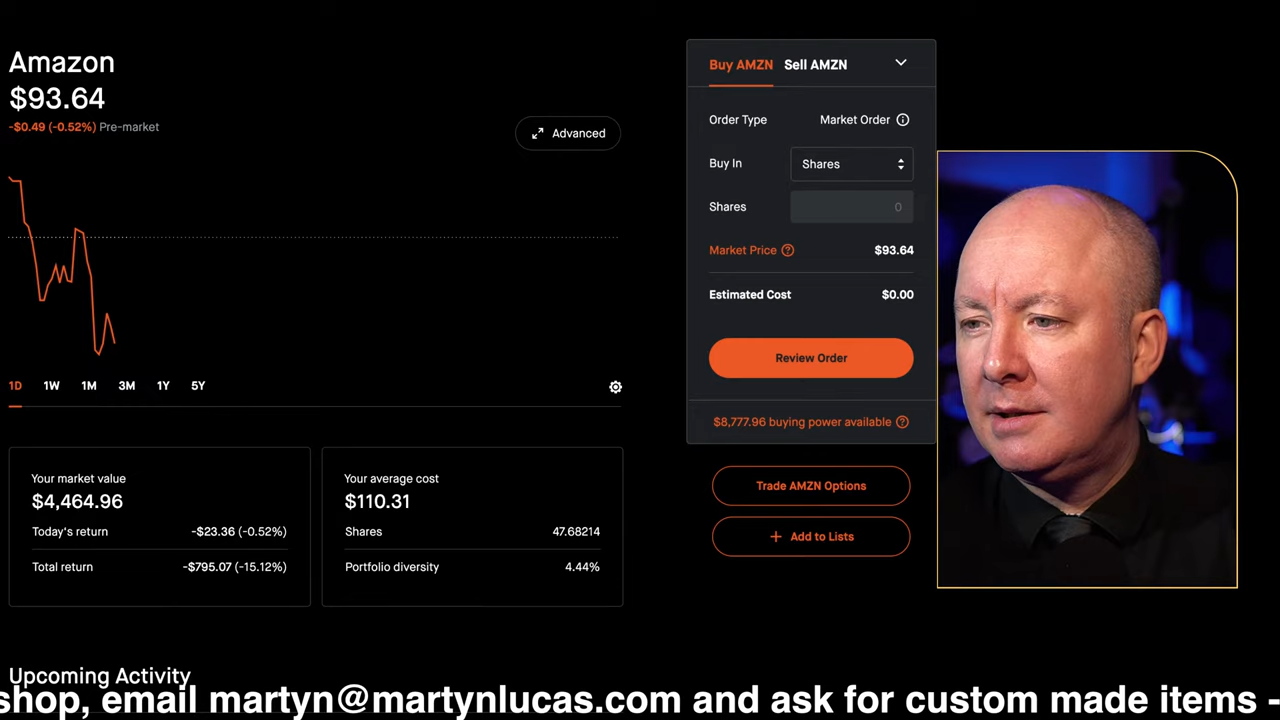 Amazon
$93.64
-$0.49 (-0.52%) Pre-market
Advanced
1D 1W 1M 3M 1Y 5Y
Your market value
$4,464.96
Today's return -$23.36 (-0.52%)
Total return -$795.07 (-15.12%)
Your average cost
$110.31
Shares 47.68214
Portfolio diversity 4.44%
Upcoming Activity
Buy AMZN Sell AMZN
Order Type Market Order
Buy In Shares
Shares 0
Market Price $93.64
Estimated Cost $0.00
Review Order
$8,777.96 buying power available
Trade AMZN Options
+ Add to Lists
shop, email martyn@martynlucas.com and ask for custom made items -